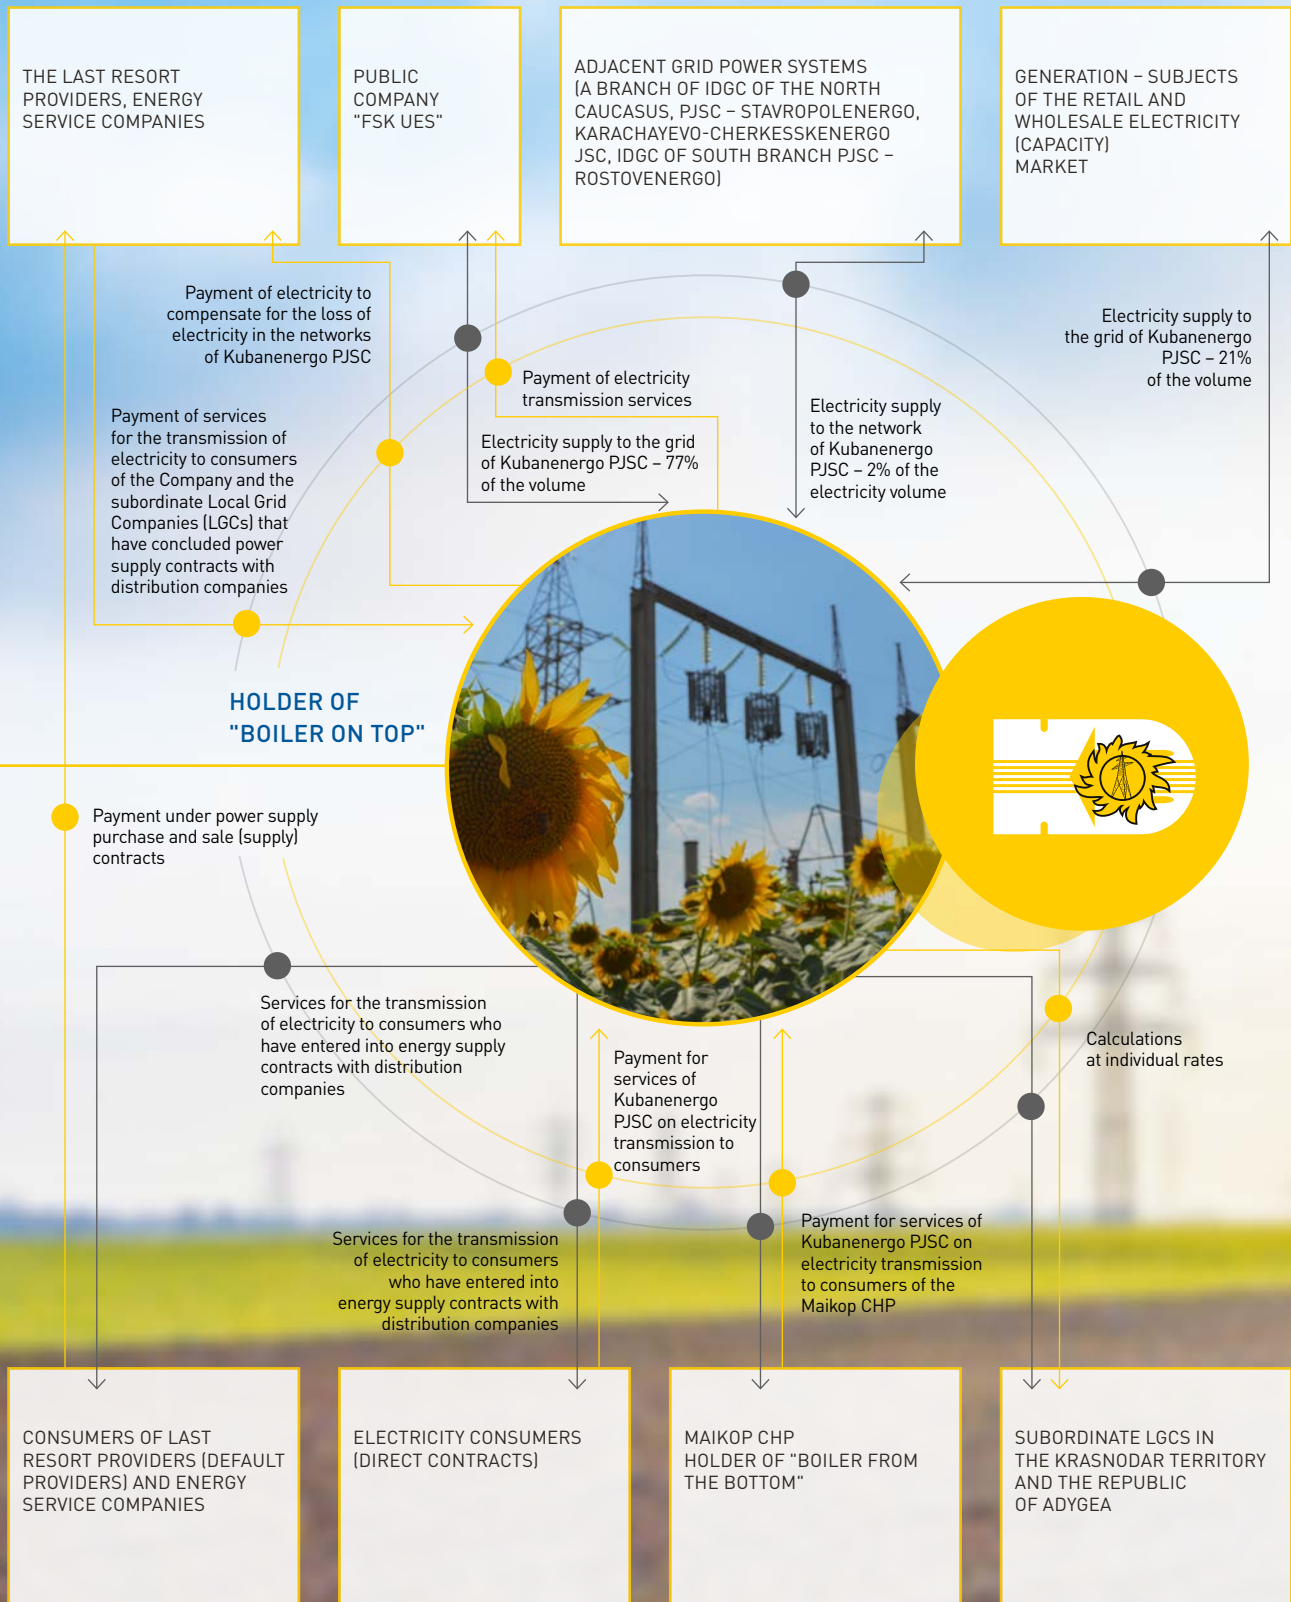 THE LAST RESORT
PROVIDERS, ENERGY
SERVICE COMPANIES
PUBLIC
COMPANY
"FSK UES"
ADJACENT GRID POWER SYSTEMS
(A BRANCH OF IDGC OF THE NORTH
CAUCASUS, PJSC – STAVROPOLENERGO,
KARACHAYEVO-CHERKESSKENERGO
JSC, IDGC OF SOUTH BRANCH PJSC –
ROSTOVENERGO)
GENERATION – SUBJECTS
OF THE RETAIL AND
WHOLESALE ELECTRICITY
(CAPACITY)
MARKET
Payment of electricity to
compensate for the loss of
electricity in the networks
of Kubanenergo PJSC
Electricity supply to
the grid of Kubanenergo
PJSC – 21%
of the volume
Payment of electricity
transmission services
Electricity supply
to the network
of Kubanenergo
PJSC – 2% of the
electricity volume
Payment of services
for the transmission of
electricity to consumers
of the Company and the
subordinate Local Grid
Companies (LGCs) that
have concluded power
supply contracts with
distribution companies
Electricity supply to the grid
of Kubanenergo PJSC – 77%
of the volume
HOLDER OF
"BOILER ON TOP"
Payment under power supply
purchase and sale (supply)
contracts
Services for the transmission
of electricity to consumers who
have entered into energy supply
contracts with distribution
companies
Payment for
services of
Kubanenergo
PJSC on electricity
transmission to
consumers
Calculations
at individual rates
Services for the transmission
of electricity to consumers
who have entered into
energy supply contracts with
distribution companies
Payment for services of
Kubanenergo PJSC on
electricity transmission
to consumers of the
Maikop CHP
CONSUMERS OF LAST
RESORT PROVIDERS (DEFAULT
PROVIDERS) AND ENERGY
SERVICE COMPANIES
ELECTRICITY CONSUMERS
(DIRECT CONTRACTS)
MAIKOP CHP
HOLDER OF "BOILER FROM
THE BOTTOM"
SUBORDINATE LGCS IN
THE KRASNODAR TERRITORY
AND THE REPUBLIC
OF ADYGEA